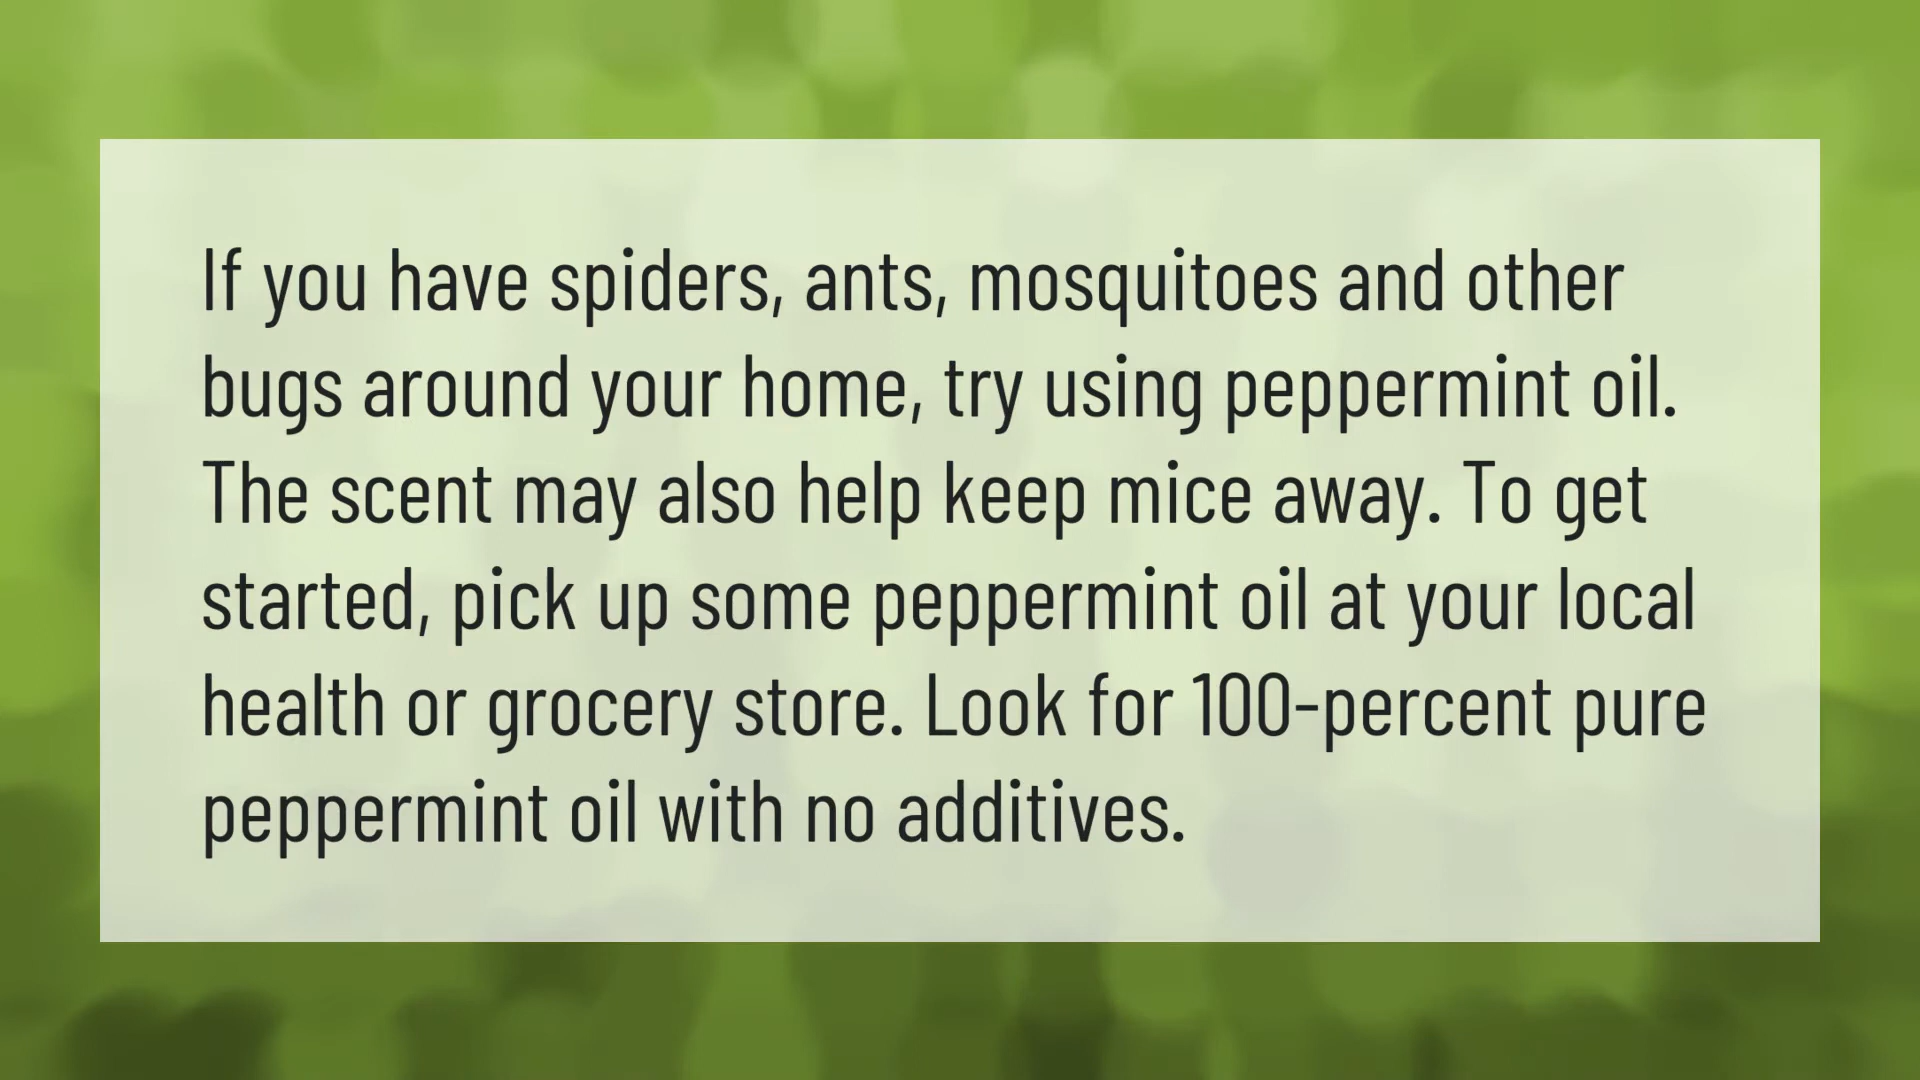 If you have spiders, ants, mosquitoes and other
bugs around your home, try using peppermint oil.
The scent may also help keep mice away. To get
started, pick up some peppermint oil at your local
health or grocery store. Look for 100-percent pure
peppermint oil with no additives.